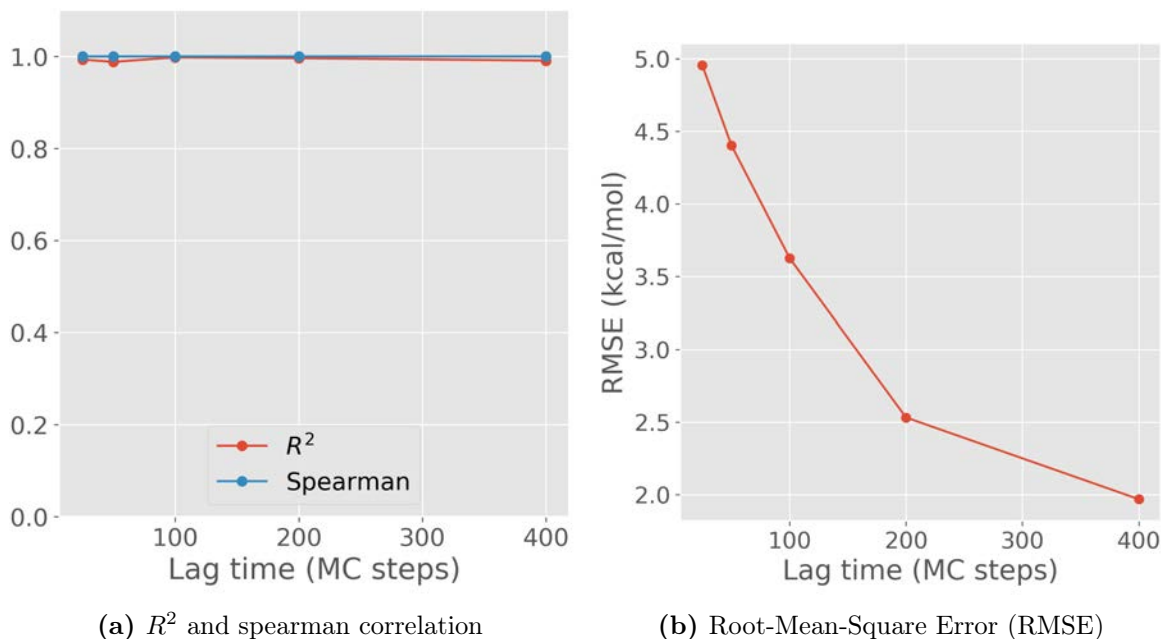 1.0
0.8
0.6
0.4
0.2
0.0
R²
Spearman
100 200 300 400
Lag time (MC steps)
(a) R² and spearman correlation
5.0
4.5
4.0
3.5
3.0
2.5
2.0
RMSE (kcal/mol)
100 200 300 400
Lag time (MC steps)
(b) Root-Mean-Square Error (RMSE)